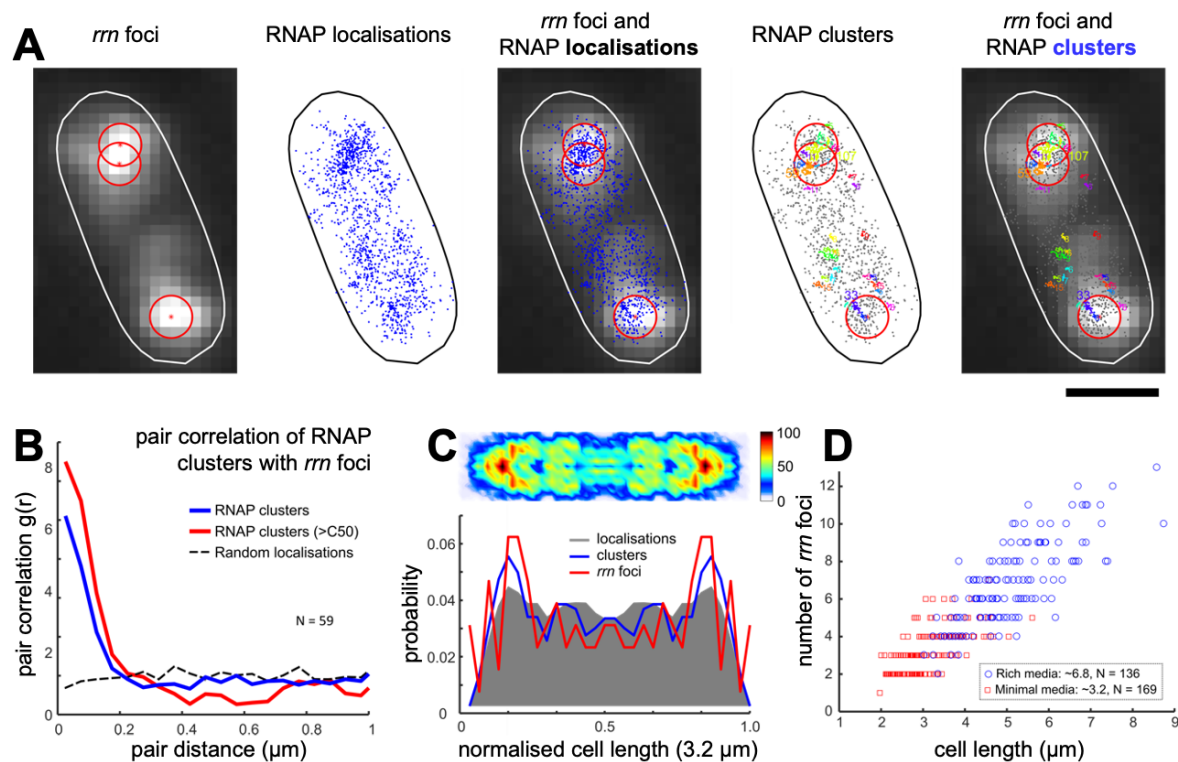 A
rrn foci
RNAP localisations
rrn foci and
RNAP localisations
RNAP clusters
rrn foci and
RNAP clusters
107
33
B
pair correlation of RNAP
clusters with rrn foci
8
6
4
2
0
pair correlation g(r)
RNAP clusters
RNAP clusters (>C50)
Random localisations
N = 59
0
0.2
0.4
0.6
0.8
1
pair distance (µm)
C
100
50
0
0.06
0.04
0.02
0.00
probability
localisations
clusters
rrn foci
0
0.5
1.0
normalised cell length (3.2 µm)
D
12
10
8
6
4
2
0
number of rrn foci
Rich media: ~6.8, N = 136
Minimal media: ~3.2, N = 169
1
2
3
4
5
6
7
8
9
cell length (µm)